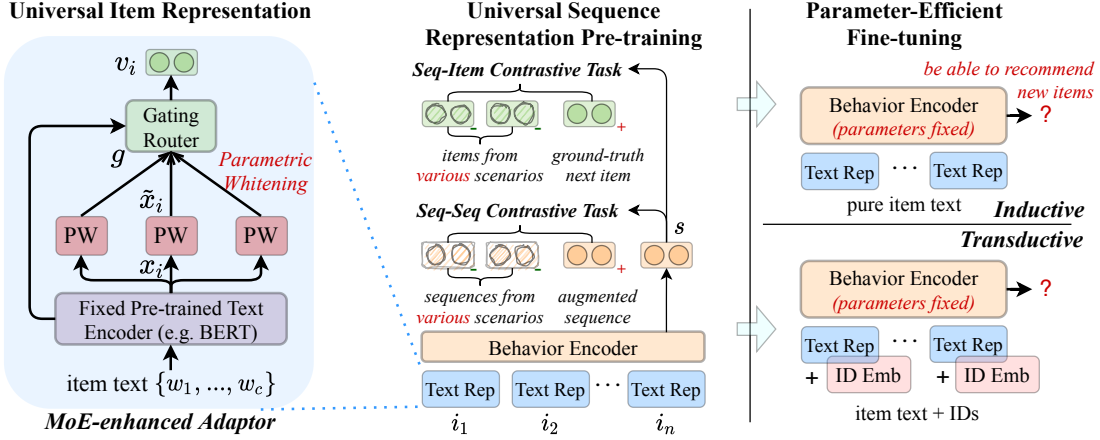 Universal Item Representation
v_i
Gating
Router
g
Parametric
Whitening
x̃_i
PW
PW
PW
x_i
Fixed Pre-trained Text
Encoder (e.g. BERT)
item text {w_1, ..., w_c}
MoE-enhanced Adaptor
Universal Sequence
Representation Pre-training
Seq-Item Contrastive Task
-
-
+
items from
various scenarios
ground-truth
next item
Seq-Seq Contrastive Task
s
-
-
+
sequences from
various scenarios
augmented
sequence
Behavior Encoder
Text Rep
Text Rep
...
Text Rep
i_1
i_2
i_n
Parameter-Efficient
Fine-tuning
be able to recommend
new items
Behavior Encoder
(parameters fixed)
?
Text Rep
...
Text Rep
pure item text
Inductive
Transductive
Behavior Encoder
(parameters fixed)
?
Text Rep
...
Text Rep
+ ID Emb
+ ID Emb
item text + IDs